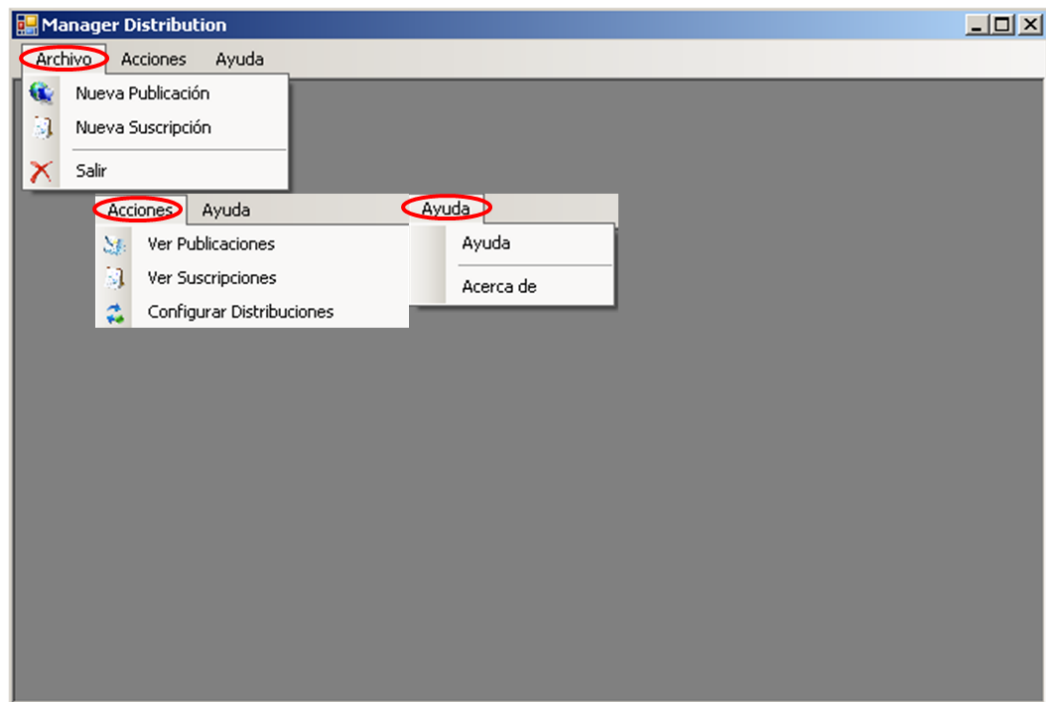 Manager Distribution
Archivo Acciones Ayuda
Nueva Publicación
Nueva Suscripción
Salir
Acciones Ayuda
Ver Publicaciones
Ver Suscripciones
Configurar Distribuciones
Ayuda
Ayuda
Acerca de